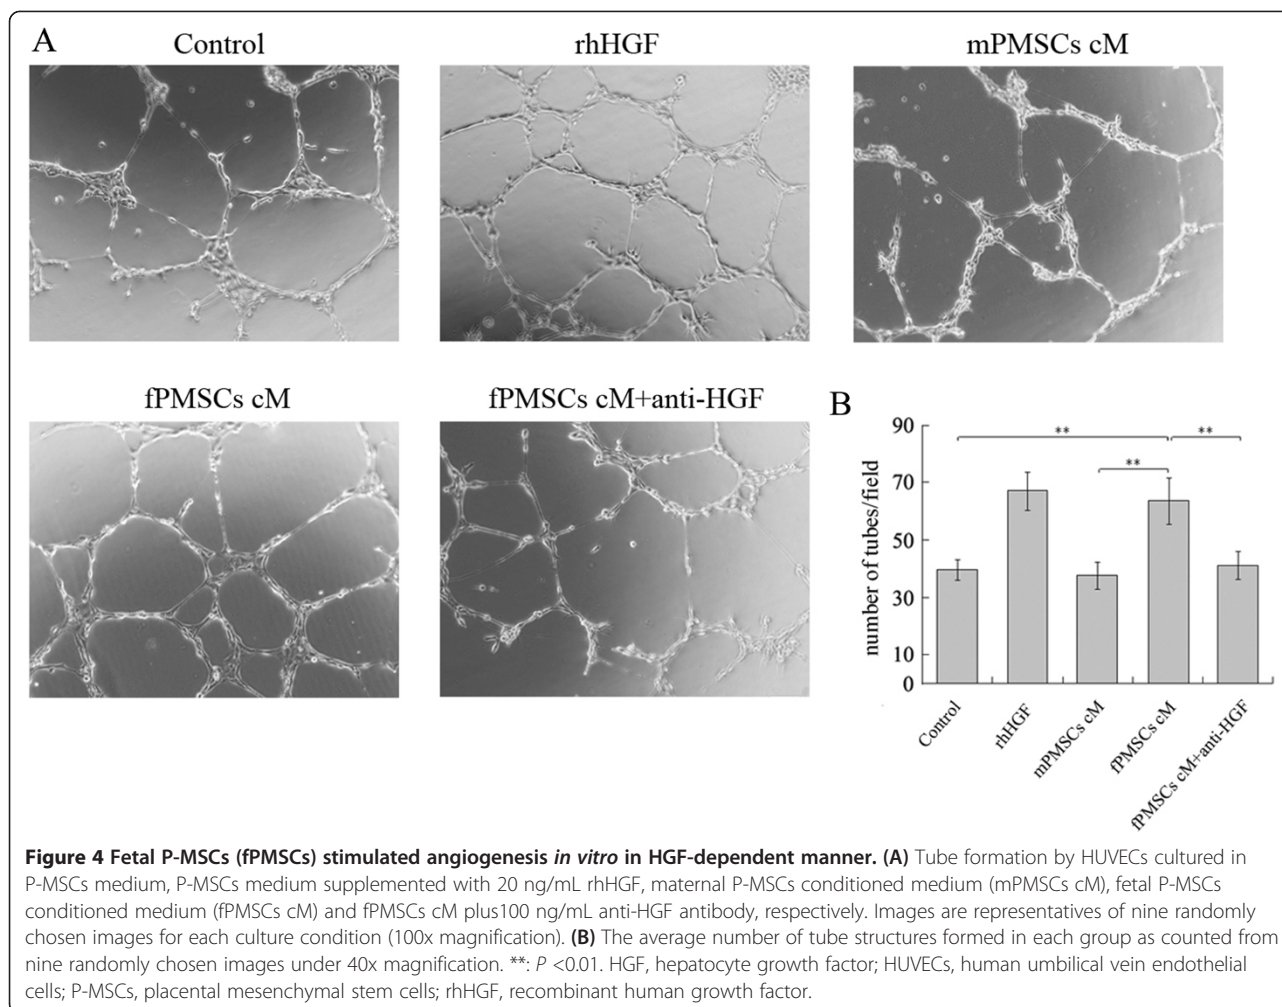 A
Control
rhHGF
mPMSCs cM
fPMSCs cM
fPMSCs cM+anti-HGF
B
number of tubes/field
90
70
50
30
10
0
**
**
**
Control
rhHGF
mPMSCs cM
fPMSCs cM
fPMSCs cM+anti-HGF
Figure 4 Fetal P-MSCs (fPMSCs) stimulated angiogenesis in vitro in HGF-dependent manner. (A) Tube formation by HUVECs cultured in
P-MSCs medium, P-MSCs medium supplemented with 20 ng/mL rhHGF, maternal P-MSCs conditioned medium (mPMSCs cM), fetal P-MSCs
conditioned medium (fPMSCs cM) and fPMSCs cM plus100 ng/mL anti-HGF antibody, respectively. Images are representatives of nine randomly
chosen images for each culture condition (100x magnification). (B) The average number of tube structures formed in each group as counted from
nine randomly chosen images under 40x magnification. **: P <0.01. HGF, hepatocyte growth factor; HUVECs, human umbilical vein endothelial
cells; P-MSCs, placental mesenchymal stem cells; rhHGF, recombinant human growth factor.